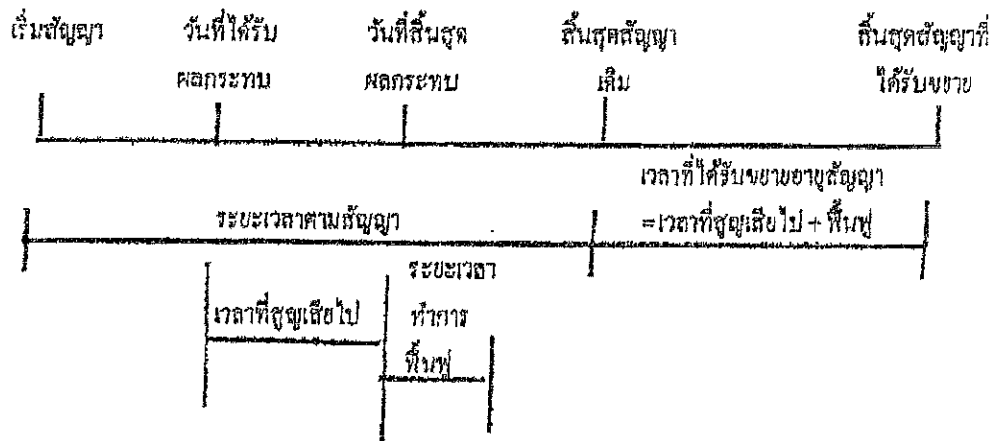 เริ่มสัญญา วันที่ได้รับ วันที่สิ้นสุด สิ้นสุดสัญญา สิ้นสุดสัญญาที่
ผลกระทบ ผลกระทบ เดิม ได้รับขยาย
เวลาที่ได้รับขยายอายุสัญญา
ระยะเวลาตามสัญญา =เวลาที่สูญเสียไป + ฟื้นฟู
ระยะเวลา
เวลาที่สูญเสียไป ทำการ
ฟื้นฟู